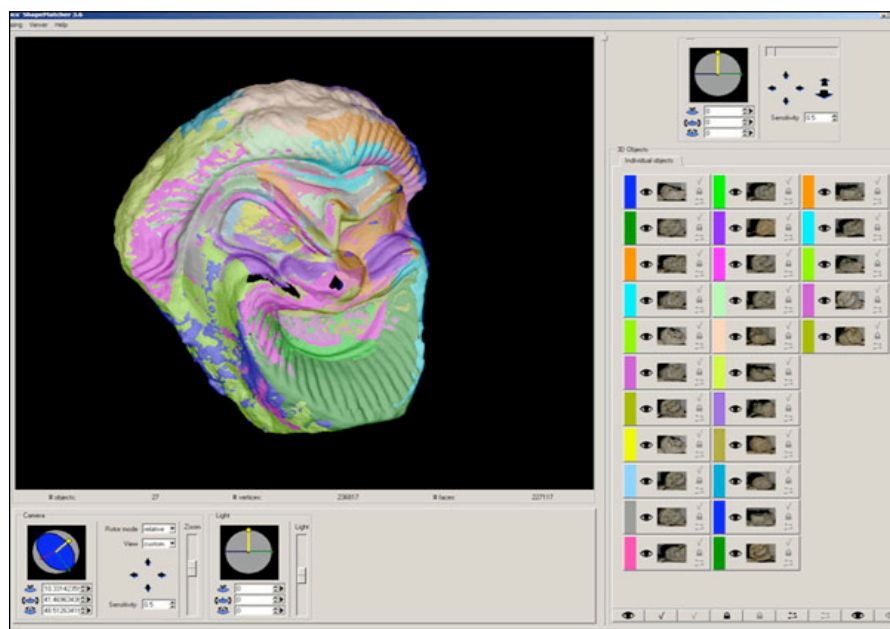 ShapeMatcher 3.6
Viewer Help
Sensitivity 0.5
3D Objects
Individual objects
# objects: 27 # vertices: 236817 # faces: 227117
Camera
Rotor mode relative
View custom
Sensitivity 0.5
Zoom
Light
Light
0
0
0
0
0
0